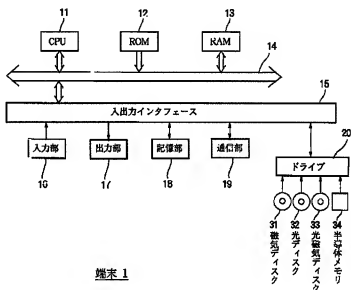 11
12
13
CPU
ROM
RAM
14
15
入出力インタフェース
20
入力部
出力部
記憶部
通信部
ドライブ
16
17
18
19
31 磁気ディスク
32 光ディスク
33 光磁気ディスク
34 半導体メモリ
端末 1